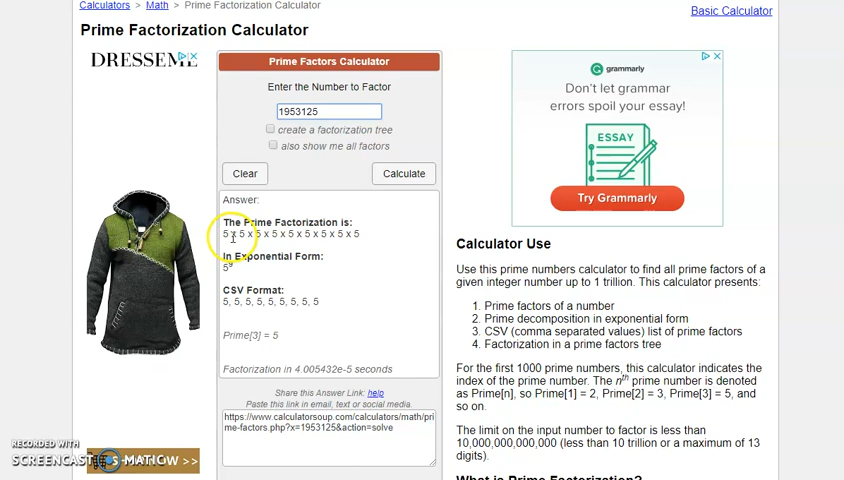 Calculators > Math > Prime Factorization Calculator
Basic Calculator
Prime Factorization Calculator
DRESSEME
Prime Factors Calculator
Enter the Number to Factor
1953125
create a factorization tree
also show me all factors
Clear
Calculate
Answer:
The Prime Factorization is:
5 x 5 x 5 x 5 x 5 x 5 x 5 x 5 x 5
In Exponential Form:
5⁹
CSV Format:
5, 5, 5, 5, 5, 5, 5, 5, 5
Prime[3] = 5
Factorization in 4.005432e-5 seconds
Share this Answer Link: help
Paste this link in email, text or social media.
https://www.calculatorsoup.com/calculators/math/pri
me-factors.php?x=1953125&action=solve
grammarly
Don't let grammar
errors spoil your essay!
ESSAY
Try Grammarly
Calculator Use
Use this prime numbers calculator to find all prime factors of a
given integer number up to 1 trillion. This calculator presents:
1. Prime factors of a number
2. Prime decomposition in exponential form
3. CSV (comma separated values) list of prime factors
4. Factorization in a prime factors tree
For the first 1000 prime numbers, this calculator indicates the
index of the prime number. The nth prime number is denoted
as Prime[n], so Prime[1] = 2, Prime[2] = 3, Prime[3] = 5, and
so on.
The limit on the input number to factor is less than
10,000,000,000,000 (less than 10 trillion or a maximum of 13
digits).
What is Prime Factorization?
RECORDED WITH
SCREENCAST MATIC
W >>